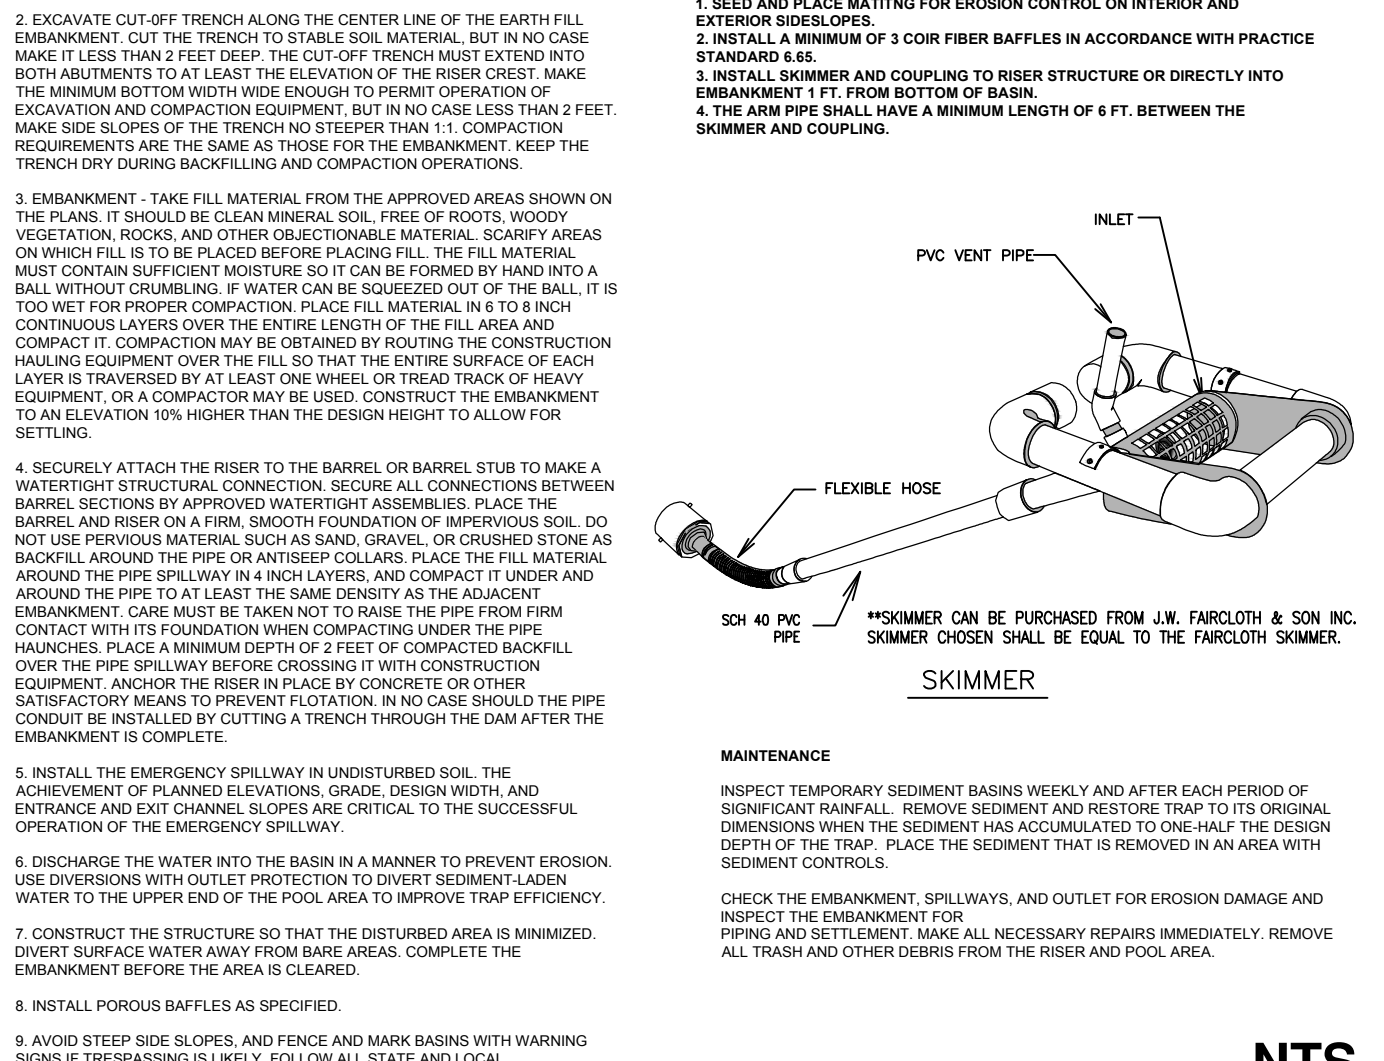 2. EXCAVATE CUT-0FF TRENCH ALONG THE CENTER LINE OF THE EARTH FILL
EMBANKMENT. CUT THE TRENCH TO STABLE SOIL MATERIAL, BUT IN NO CASE
MAKE IT LESS THAN 2 FEET DEEP. THE CUT-OFF TRENCH MUST EXTEND INTO
BOTH ABUTMENTS TO AT LEAST THE ELEVATION OF THE RISER CREST. MAKE
THE MINIMUM BOTTOM WIDTH WIDE ENOUGH TO PERMIT OPERATION OF
EXCAVATION AND COMPACTION EQUIPMENT, BUT IN NO CASE LESS THAN 2 FEET.
MAKE SIDE SLOPES OF THE TRENCH NO STEEPER THAN 1:1. COMPACTION
REQUIREMENTS ARE THE SAME AS THOSE FOR THE EMBANKMENT. KEEP THE
TRENCH DRY DURING BACKFILLING AND COMPACTION OPERATIONS.
3. EMBANKMENT - TAKE FILL MATERIAL FROM THE APPROVED AREAS SHOWN ON
THE PLANS. IT SHOULD BE CLEAN MINERAL SOIL, FREE OF ROOTS, WOODY
VEGETATION, ROCKS, AND OTHER OBJECTIONABLE MATERIAL. SCARIFY AREAS
ON WHICH FILL IS TO BE PLACED BEFORE PLACING FILL. THE FILL MATERIAL
MUST CONTAIN SUFFICIENT MOISTURE SO IT CAN BE FORMED BY HAND INTO A
BALL WITHOUT CRUMBLING. IF WATER CAN BE SQUEEZED OUT OF THE BALL, IT IS
TOO WET FOR PROPER COMPACTION. PLACE FILL MATERIAL IN 6 TO 8 INCH
CONTINUOUS LAYERS OVER THE ENTIRE LENGTH OF THE FILL AREA AND
COMPACT IT. COMPACTION MAY BE OBTAINED BY ROUTING THE CONSTRUCTION
HAULING EQUIPMENT OVER THE FILL SO THAT THE ENTIRE SURFACE OF EACH
LAYER IS TRAVERSED BY AT LEAST ONE WHEEL OR TREAD TRACK OF HEAVY
EQUIPMENT, OR A COMPACTOR MAY BE USED. CONSTRUCT THE EMBANKMENT
TO AN ELEVATION 10% HIGHER THAN THE DESIGN HEIGHT TO ALLOW FOR
SETTLING.
4. SECURELY ATTACH THE RISER TO THE BARREL OR BARREL STUB TO MAKE A
WATERTIGHT STRUCTURAL CONNECTION. SECURE ALL CONNECTIONS BETWEEN
BARREL SECTIONS BY APPROVED WATERTIGHT ASSEMBLIES. PLACE THE
BARREL AND RISER ON A FIRM, SMOOTH FOUNDATION OF IMPERVIOUS SOIL. DO
NOT USE PERVIOUS MATERIAL SUCH AS SAND, GRAVEL, OR CRUSHED STONE AS
BACKFILL AROUND THE PIPE OR ANTISEEP COLLARS. PLACE THE FILL MATERIAL
AROUND THE PIPE SPILLWAY IN 4 INCH LAYERS, AND COMPACT IT UNDER AND
AROUND THE PIPE TO AT LEAST THE SAME DENSITY AS THE ADJACENT
EMBANKMENT. CARE MUST BE TAKEN NOT TO RAISE THE PIPE FROM FIRM
CONTACT WITH ITS FOUNDATION WHEN COMPACTING UNDER THE PIPE
HAUNCHES. PLACE A MINIMUM DEPTH OF 2 FEET OF COMPACTED BACKFILL
OVER THE PIPE SPILLWAY BEFORE CROSSING IT WITH CONSTRUCTION
EQUIPMENT. ANCHOR THE RISER IN PLACE BY CONCRETE OR OTHER
SATISFACTORY MEANS TO PREVENT FLOTATION. IN NO CASE SHOULD THE PIPE
CONDUIT BE INSTALLED BY CUTTING A TRENCH THROUGH THE DAM AFTER THE
EMBANKMENT IS COMPLETE.
5. INSTALL THE EMERGENCY SPILLWAY IN UNDISTURBED SOIL. THE
ACHIEVEMENT OF PLANNED ELEVATIONS, GRADE, DESIGN WIDTH, AND
ENTRANCE AND EXIT CHANNEL SLOPES ARE CRITICAL TO THE SUCCESSFUL
OPERATION OF THE EMERGENCY SPILLWAY.
6. DISCHARGE THE WATER INTO THE BASIN IN A MANNER TO PREVENT EROSION.
USE DIVERSIONS WITH OUTLET PROTECTION TO DIVERT SEDIMENT-LADEN
WATER TO THE UPPER END OF THE POOL AREA TO IMPROVE TRAP EFFICIENCY.
7. CONSTRUCT THE STRUCTURE SO THAT THE DISTURBED AREA IS MINIMIZED.
DIVERT SURFACE WATER AWAY FROM BARE AREAS. COMPLETE THE
EMBANKMENT BEFORE THE AREA IS CLEARED.
8. INSTALL POROUS BAFFLES AS SPECIFIED.
9. AVOID STEEP SIDE SLOPES, AND FENCE AND MARK BASINS WITH WARNING
SIGNS IF TRESPASSING IS LIKELY. FOLLOW ALL STATE AND LOCAL
1. SEED AND PLACE MATITNG FOR EROSION CONTROL ON INTERIOR AND
EXTERIOR SIDESLOPES.
2. INSTALL A MINIMUM OF 3 COIR FIBER BAFFLES IN ACCORDANCE WITH PRACTICE
STANDARD 6.65.
3. INSTALL SKIMMER AND COUPLING TO RISER STRUCTURE OR DIRECTLY INTO
EMBANKMENT 1 FT. FROM BOTTOM OF BASIN.
4. THE ARM PIPE SHALL HAVE A MINIMUM LENGTH OF 6 FT. BETWEEN THE
SKIMMER AND COUPLING.
INLET
PVC VENT PIPE
FLEXIBLE HOSE
SCH 40 PVC
PIPE
**SKIMMER CAN BE PURCHASED FROM J.W. FAIRCLOTH & SON INC.
SKIMMER CHOSEN SHALL BE EQUAL TO THE FAIRCLOTH SKIMMER.
SKIMMER
MAINTENANCE
INSPECT TEMPORARY SEDIMENT BASINS WEEKLY AND AFTER EACH PERIOD OF
SIGNIFICANT RAINFALL. REMOVE SEDIMENT AND RESTORE TRAP TO ITS ORIGINAL
DIMENSIONS WHEN THE SEDIMENT HAS ACCUMULATED TO ONE-HALF THE DESIGN
DEPTH OF THE TRAP. PLACE THE SEDIMENT THAT IS REMOVED IN AN AREA WITH
SEDIMENT CONTROLS.
CHECK THE EMBANKMENT, SPILLWAYS, AND OUTLET FOR EROSION DAMAGE AND
INSPECT THE EMBANKMENT FOR
PIPING AND SETTLEMENT. MAKE ALL NECESSARY REPAIRS IMMEDIATELY. REMOVE
ALL TRASH AND OTHER DEBRIS FROM THE RISER AND POOL AREA.
NTS